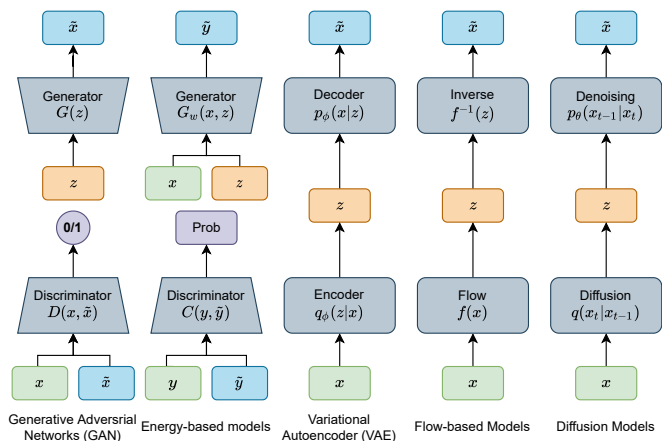 x̃
Generator
G(z)
z
0/1
Discriminator
D(x, x̃)
x
x̃
Generative Adversrial
Networks (GAN)
ỹ
Generator
G_w(x, z)
x
z
Prob
Discriminator
C(y, ỹ)
y
ỹ
Energy-based models
x̃
Decoder
p_ϕ(x|z)
z
Encoder
q_ϕ(z|x)
x
Variational
Autoencoder (VAE)
x̃
Inverse
f⁻¹(z)
z
Flow
f(x)
x
Flow-based Models
x̃
Denoising
p_θ(x_{t−1}|x_t)
z
Diffusion
q(x_t|x_{t−1})
x
Diffusion Models